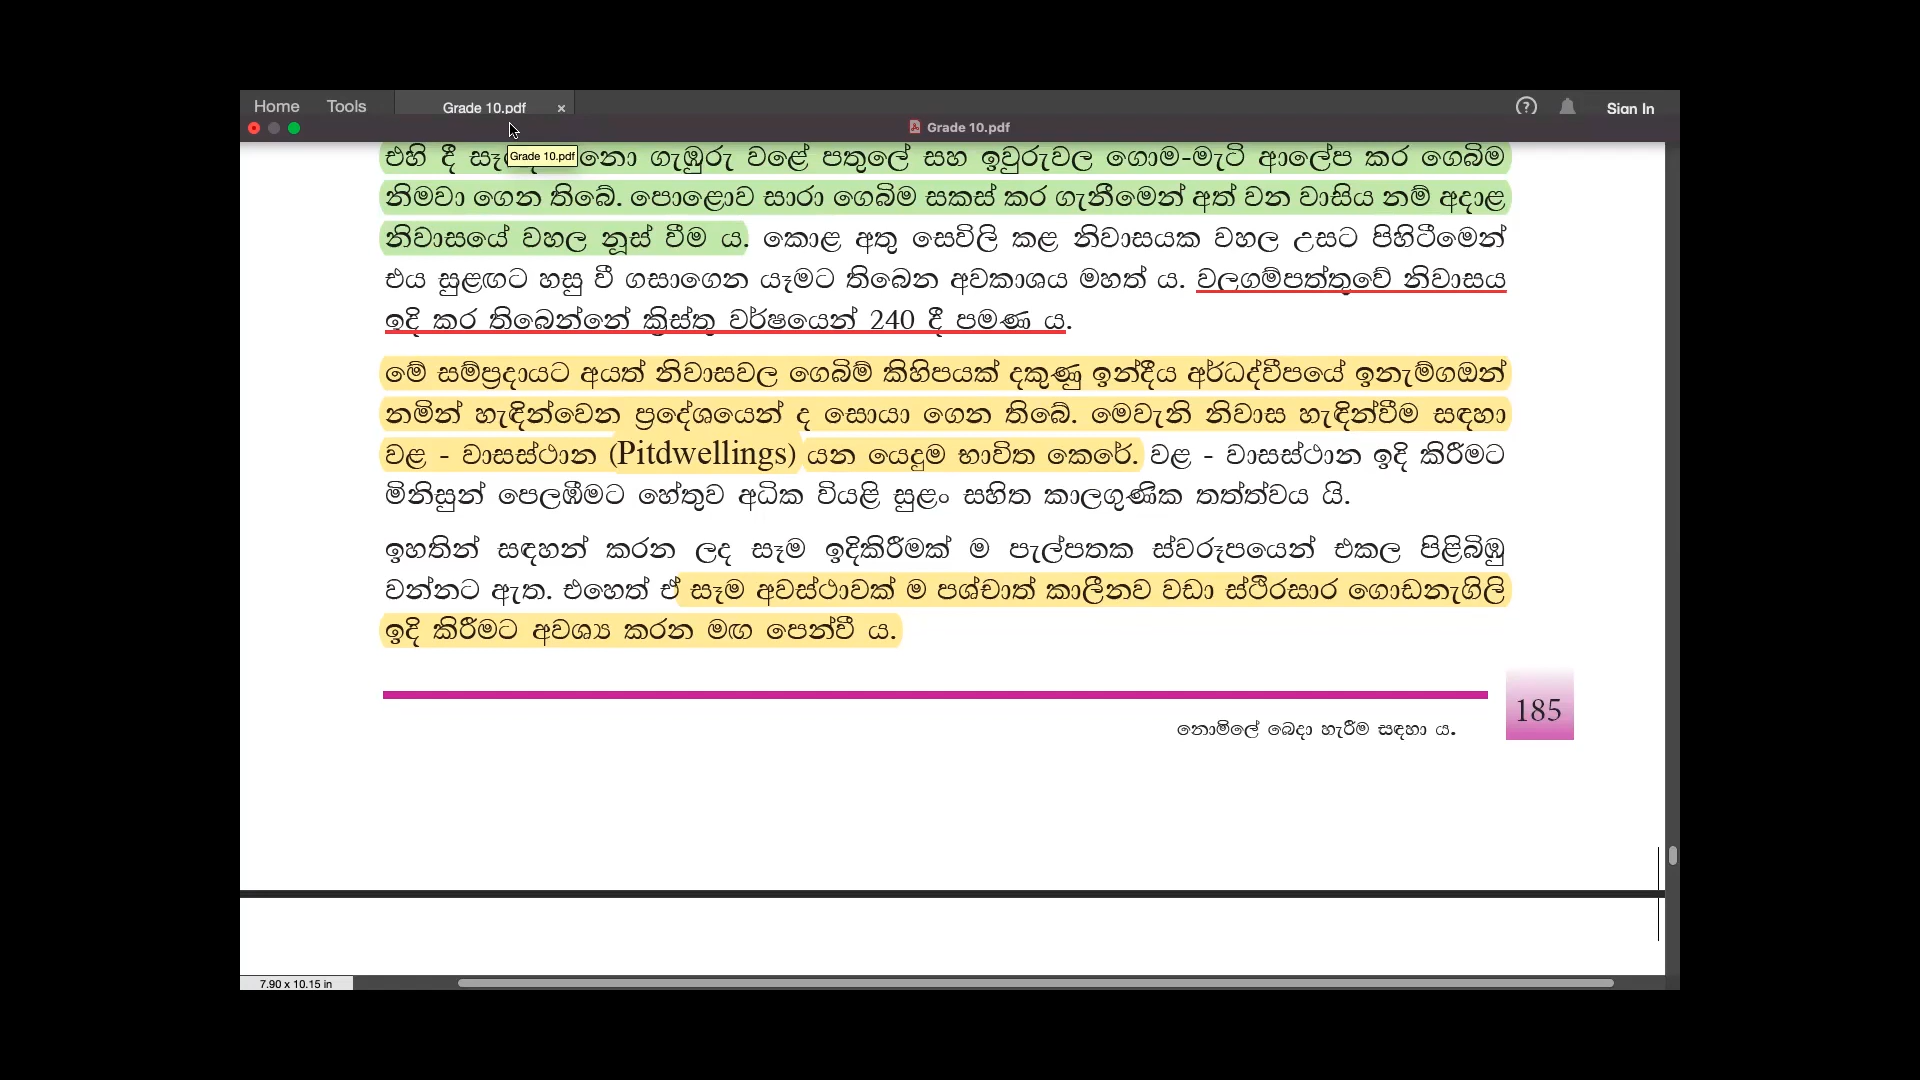 Home Tools Grade 10.pdf × ? Sign In
Grade 10.pdf
Grade 10.pdf
එහි දී නො ගැඹුරු වළේ පතුලේ සහ ඉවුරුවල ගොම-මැටි ආලේප කර ගෙබිම
නිමවා ගෙන තිබේ. පොළොව සාරා ගෙබිම සකස් කර ගැනීමෙන් අත් වන වාසිය නම් අදාළ
නිවාසයේ වහල නූස් වීම ය. කොළ අතු සෙවිලි කළ නිවාසයක වහල උසට පිහිටීමෙන්
එය සුළඟට හසු වී ගසාගෙන යෑමට තිබෙන අවකාශය මහත් ය. වලගම්පත්තුවේ නිවාසය
ඉදි කර තිබෙන්නේ ක්‍රිස්තු වර්ෂයෙන් 240 දී පමණ ය.
මේ සම්ප්‍රදායට අයත් නිවාසවල ගෙබිම් කිහිපයක් දකුණු ඉන්දීය අර්ධද්වීපයේ ඉනැම්ගඔන්
නමින් හැඳින්වෙන ප්‍රදේශයෙන් ද සොයා ගෙන තිබේ. මෙවැනි නිවාස හැඳින්වීම සඳහා
වළ - වාසස්ථාන (Pitdwellings) යන යෙදුම භාවිත කෙරේ. වළ - වාසස්ථාන ඉදි කිරීමට
මිනිසුන් පෙලඹීමට හේතුව අධික වියළි සුළං සහිත කාලගුණික තත්ත්වය යි.
ඉහතින් සඳහන් කරන ලද සෑම ඉදිකිරීමක් ම පැල්පතක ස්වරූපයෙන් එකල පිළිබිඹු
වන්නට ඇත. එහෙත් ඒ සෑම අවස්ථාවක් ම පශ්චාත් කාලීනව වඩා ස්ථිරසාර ගොඩනැගිලි
ඉදි කිරීමට අවශ්‍ය කරන මඟ පෙන්වී ය.
185
නොමිලේ බෙදා හැරීම සඳහා ය.
7.90 x 10.15 in